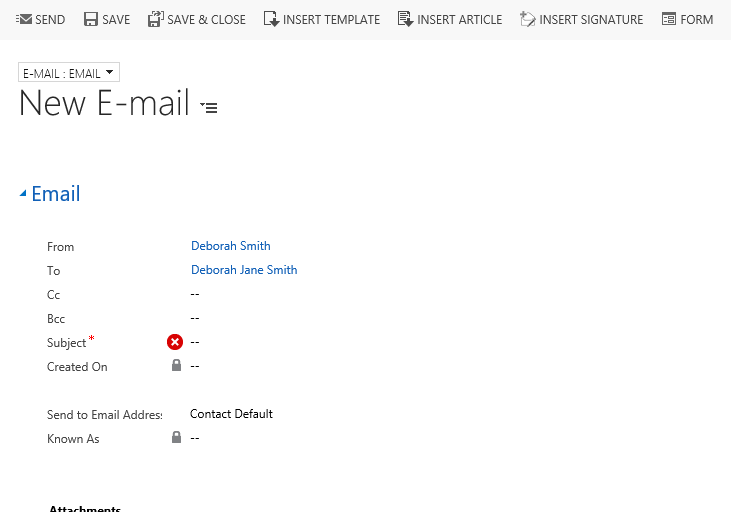 SEND SAVE SAVE & CLOSE INSERT TEMPLATE INSERT ARTICLE INSERT SIGNATURE FORM
E-MAIL : EMAIL
New E-mail
Email
From Deborah Smith
To Deborah Jane Smith
Cc --
Bcc --
Subject* --
Created On --
Send to Email Address Contact Default
Known As --
Attachments